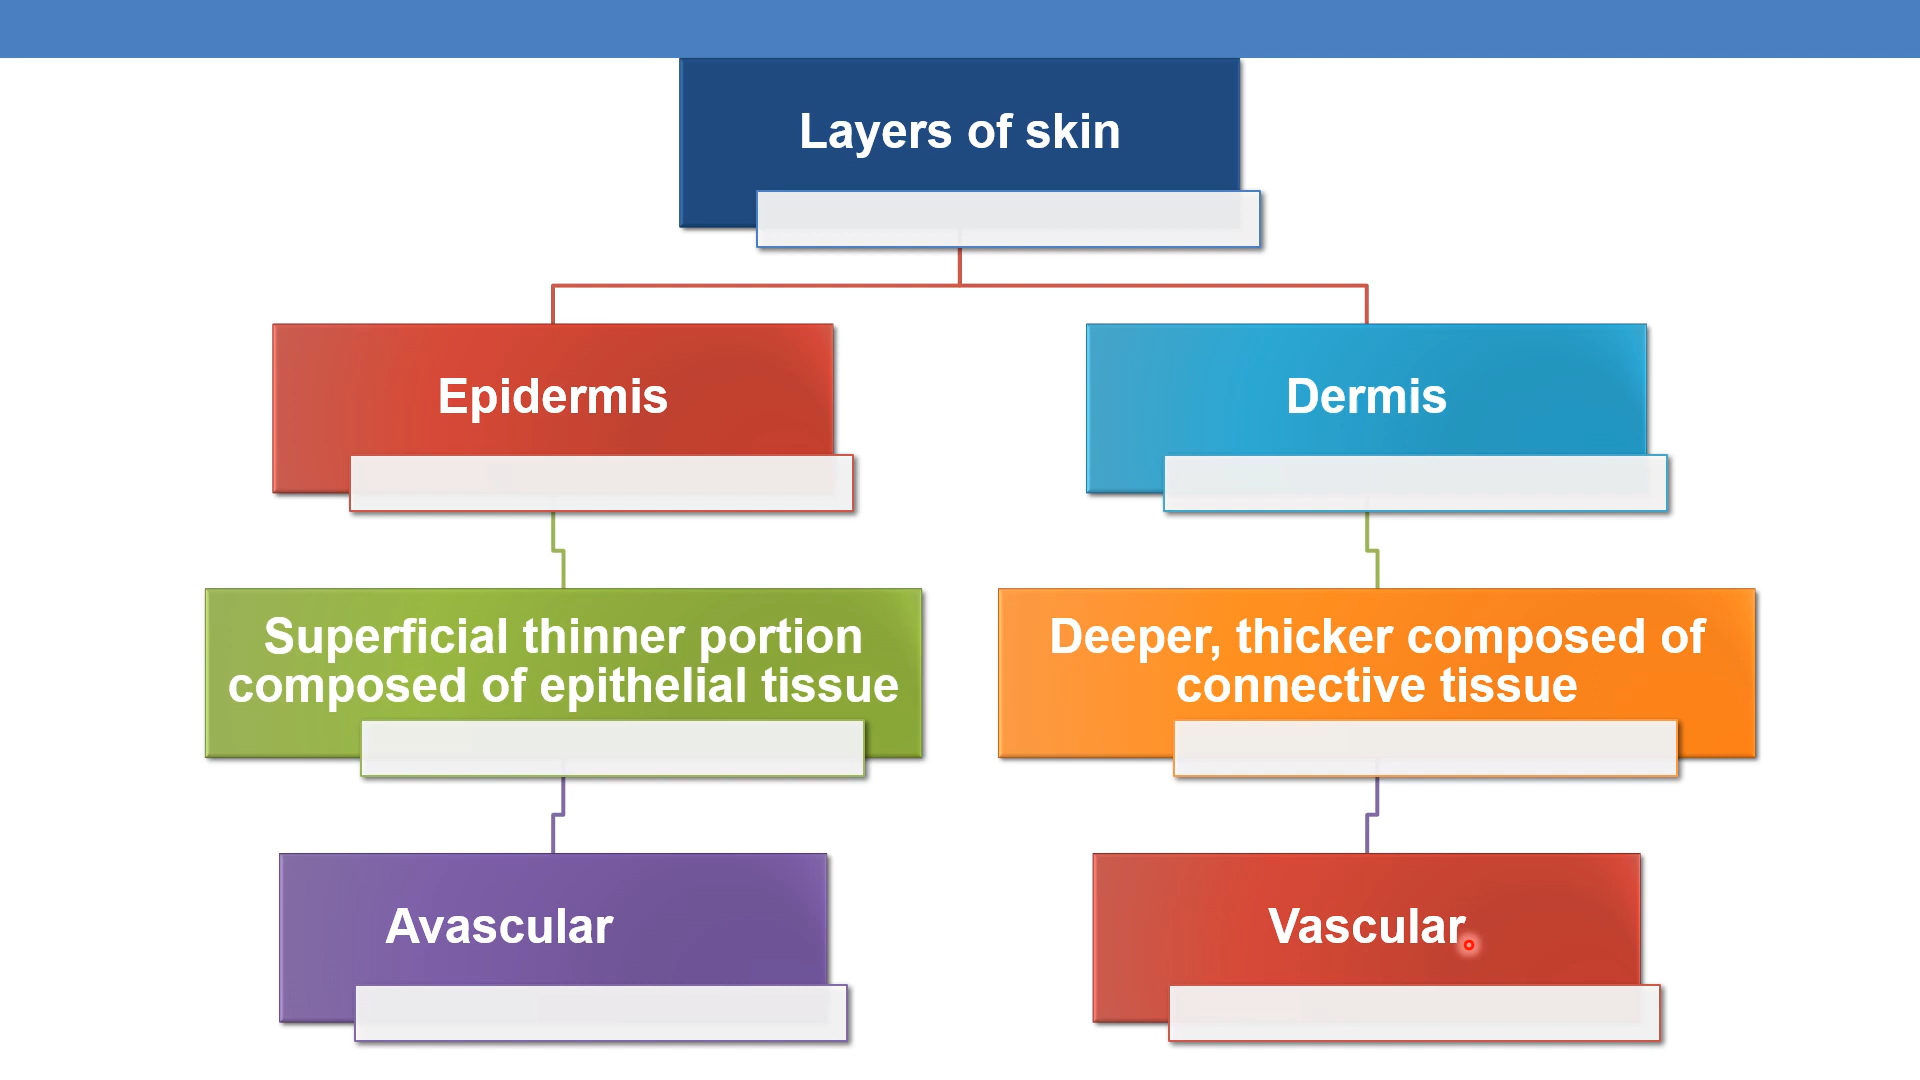 Layers of skin
Epidermis
Dermis
Superficial thinner portion
composed of epithelial tissue
Deeper, thicker composed of
connective tissue
Avascular
Vascular